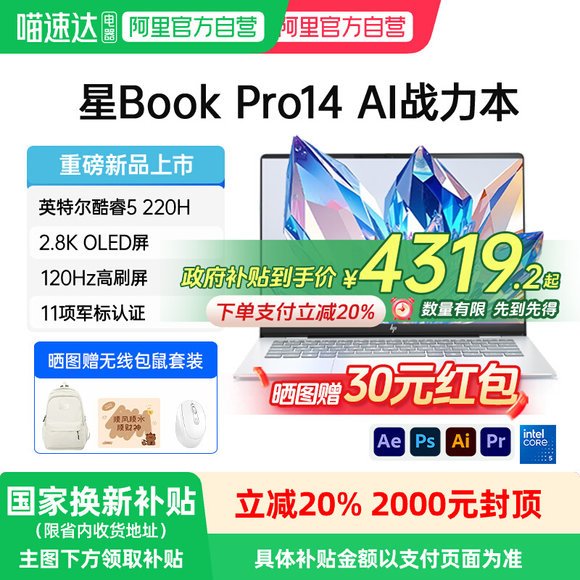 喵速达电器 阿里官方自营 阿里官方自营
星Book Pro14 AI战力本
重磅新品上市
英特尔酷睿5 220H
2.8K OLED屏
120Hz高刷屏
11项军标认证
政府补贴到手价 ¥4319.2起
下单支付立减20% 数量有限 先到先得
hp
晒图赠无线包鼠套装
晒图赠30元红包
顺风顺水
顺财神
Ae Ps Ai Pr intel CORE 5
国家换新补贴
(限省内收货地址)
主图下方领取补贴
立减20% 2000元封顶
具体补贴金额以支付页面为准